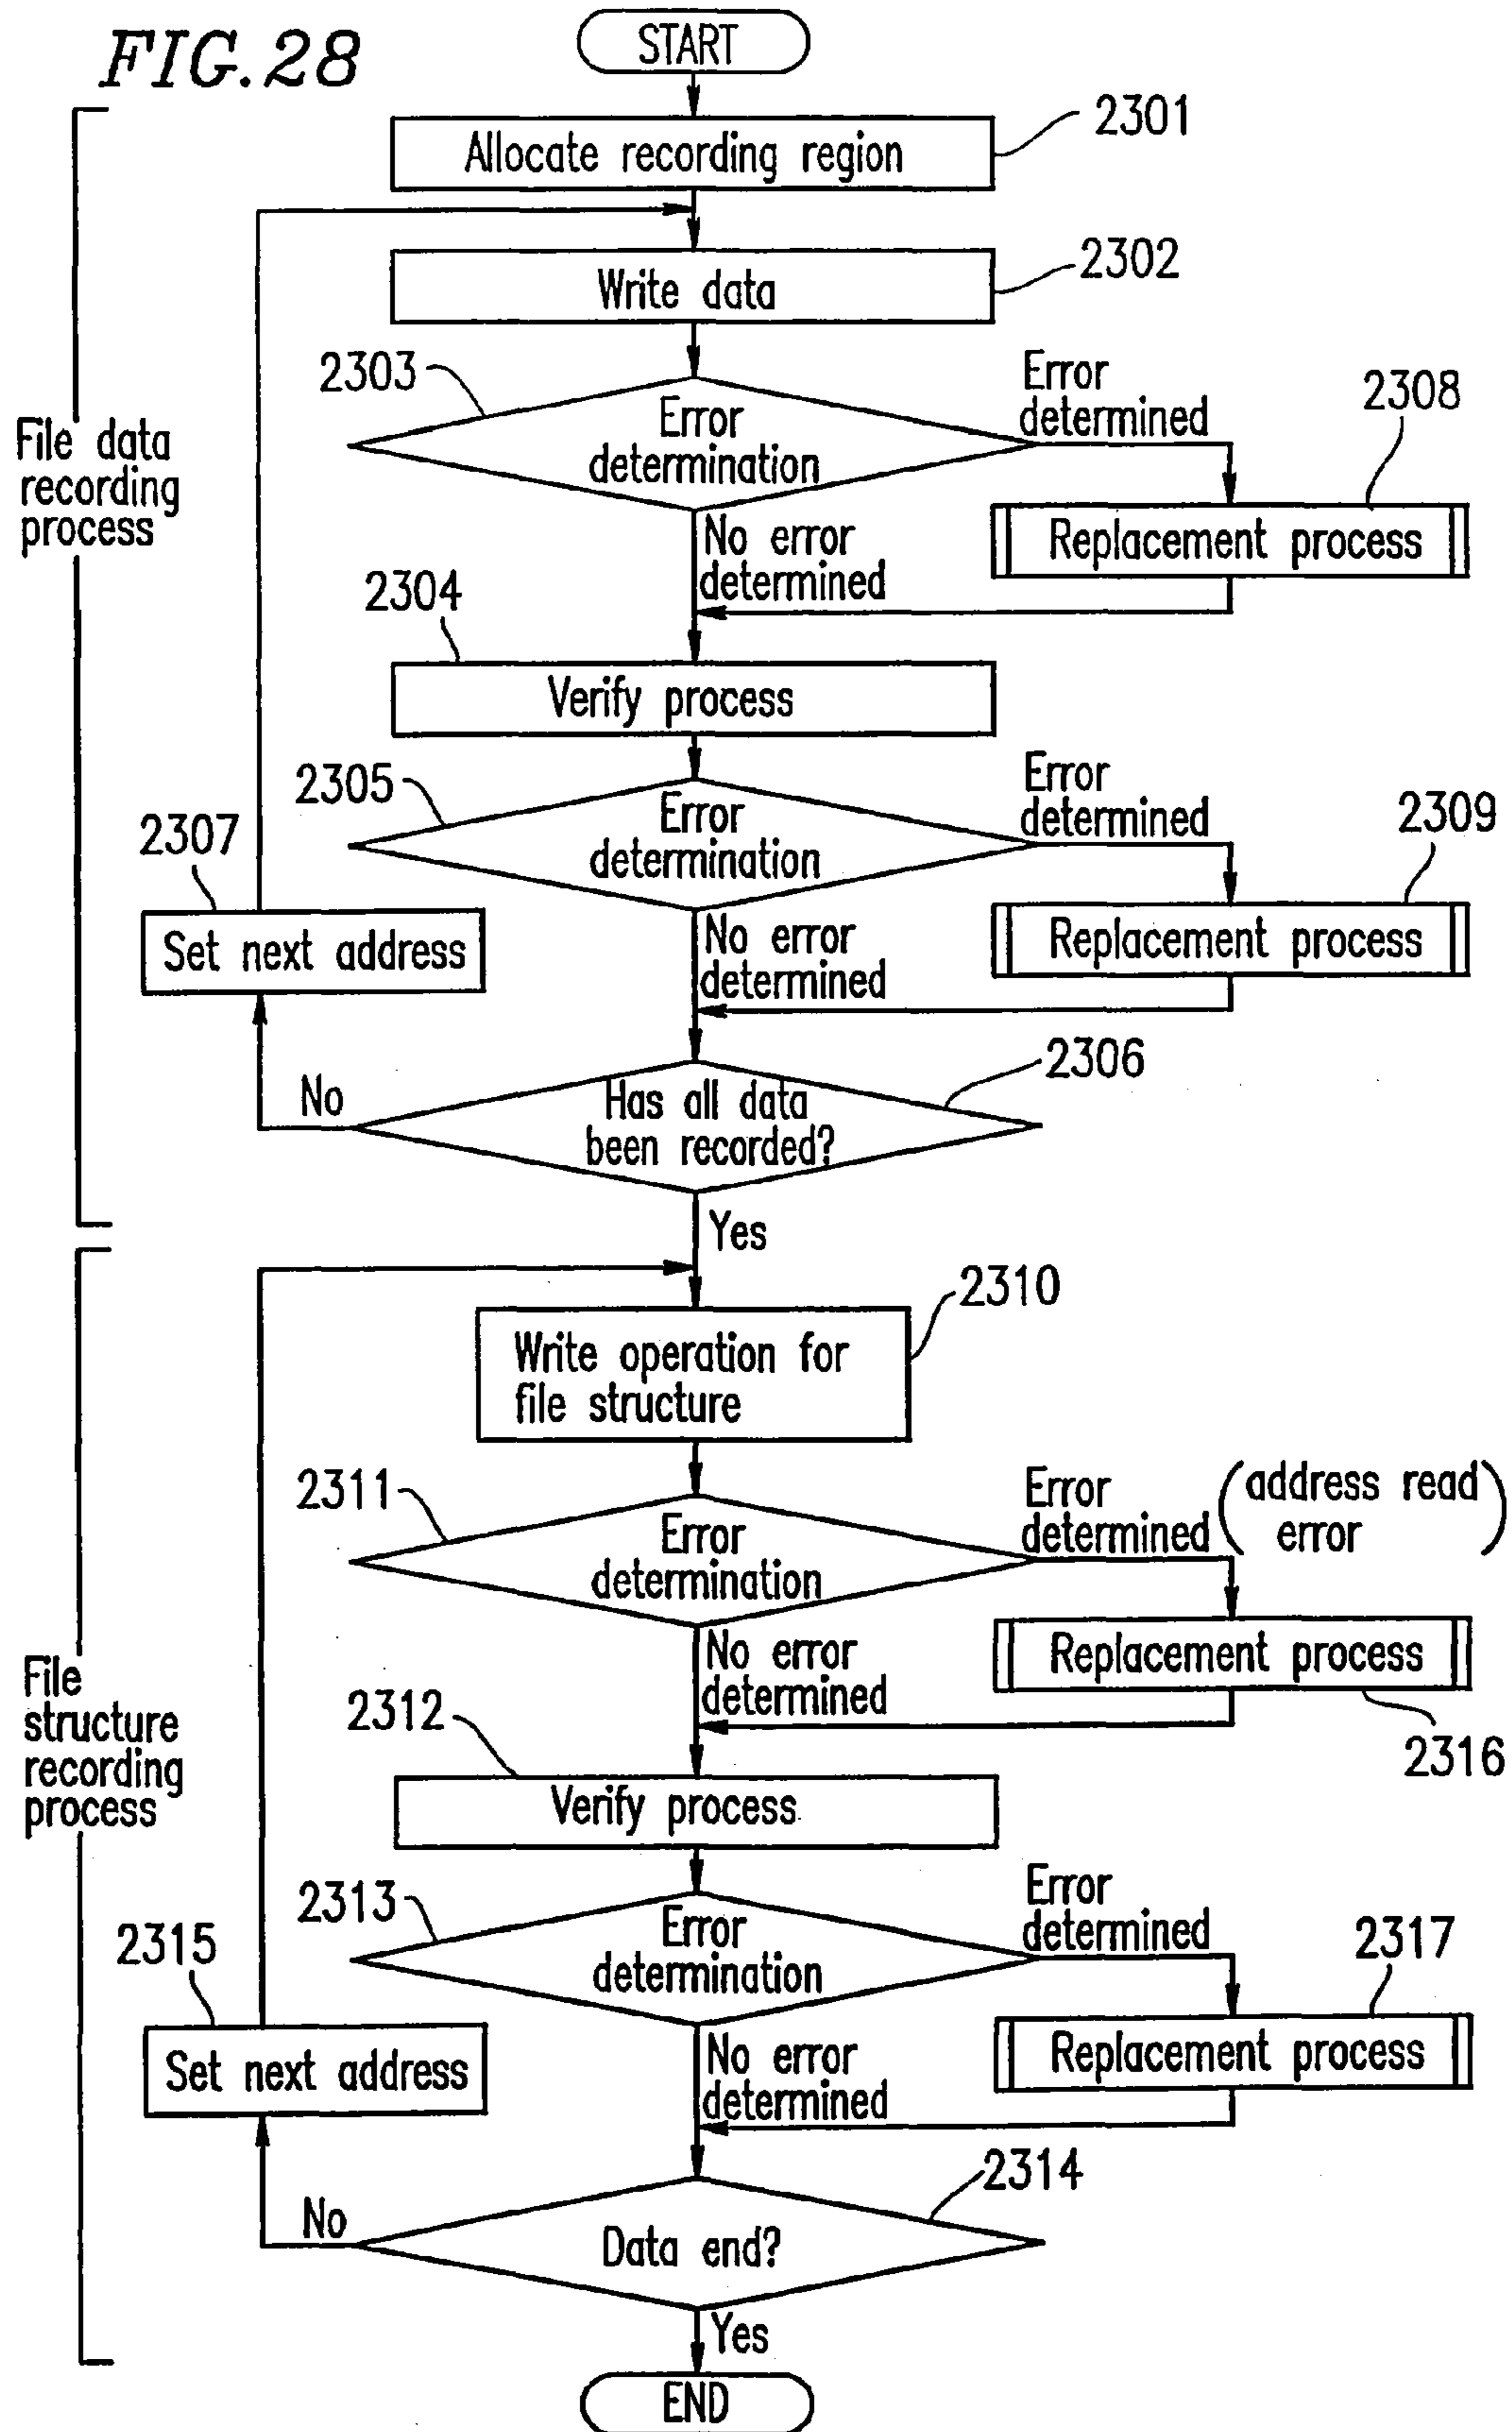 FIG.28
START
2301
Allocate recording region
2302
Write data
2303
Error
determination
Error
determined
2308
Replacement process
File data
recording
process
No error
determined
2304
Verify process
2305
Error
determination
Error
determined
2309
Replacement process
2307
Set next address
No error
determined
2306
Has all data
been recorded?
No
Yes
2310
Write operation for
file structure
2311
Error
determination
Error
determined
(address read
error)
Replacement process
2316
No error
determined
File
structure
recording
process
2312
Verify process
2313
Error
determination
Error
determined
2317
Replacement process
2315
Set next address
No error
determined
2314
Data end?
No
Yes
END